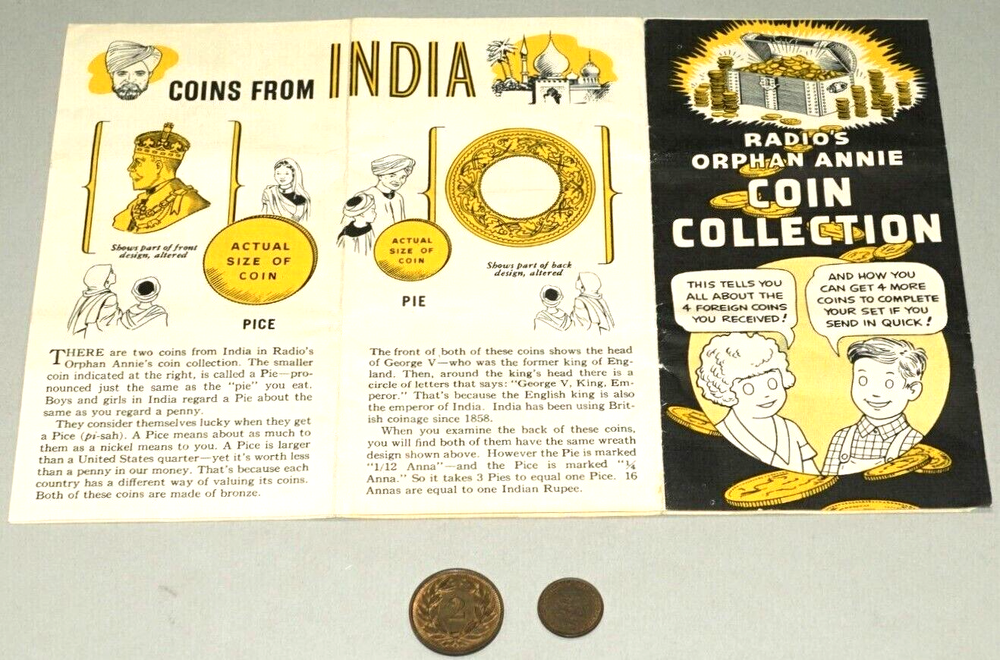 COINS FROM INDIA
Shows part of front
design, altered
ACTUAL
SIZE OF
COIN
PICE
THERE are two coins from India in Radio's
Orphan Annie's coin collection. The smaller
coin indicated at the right, is called a Pie—pro-
nounced just the same as the "pie" you eat.
Boys and girls in India regard a Pie about the
same as you regard a penny.
They consider themselves lucky when they get
a Pice (pi-sah). A Pice means about as much to
them as a nickel means to you. A Pice is larger
than a United States quarter—yet it's worth less
than a penny in our money. That's because each
country has a different way of valuing its coins.
Both of these coins are made of bronze.
ACTUAL
SIZE OF
COIN
PIE
Shows part of back
design, altered
The front of both of these coins shows the head
of George V—who was the former king of Eng-
land. Then, around the king's head there is a
circle of letters that says: "George V, King, Em-
peror." That's because the English king is also
the emperor of India. India has been using Brit-
ish coinage since 1858.
When you examine the back of these coins,
you will find both of them have the same wreath
design shown above. However the Pie is marked
"1/12 Anna"—and the Pice is marked "¼
Anna." So it takes 3 Pies to equal one Pice. 16
Annas are equal to one Indian Rupee.
RADIO'S
ORPHAN ANNIE
COIN
COLLECTION
THIS TELLS YOU
ALL ABOUT THE
4 FOREIGN COINS
YOU RECEIVED!
AND HOW YOU
CAN GET 4 MORE
COINS TO COMPLETE
YOUR SET IF YOU
SEND IN QUICK!
2